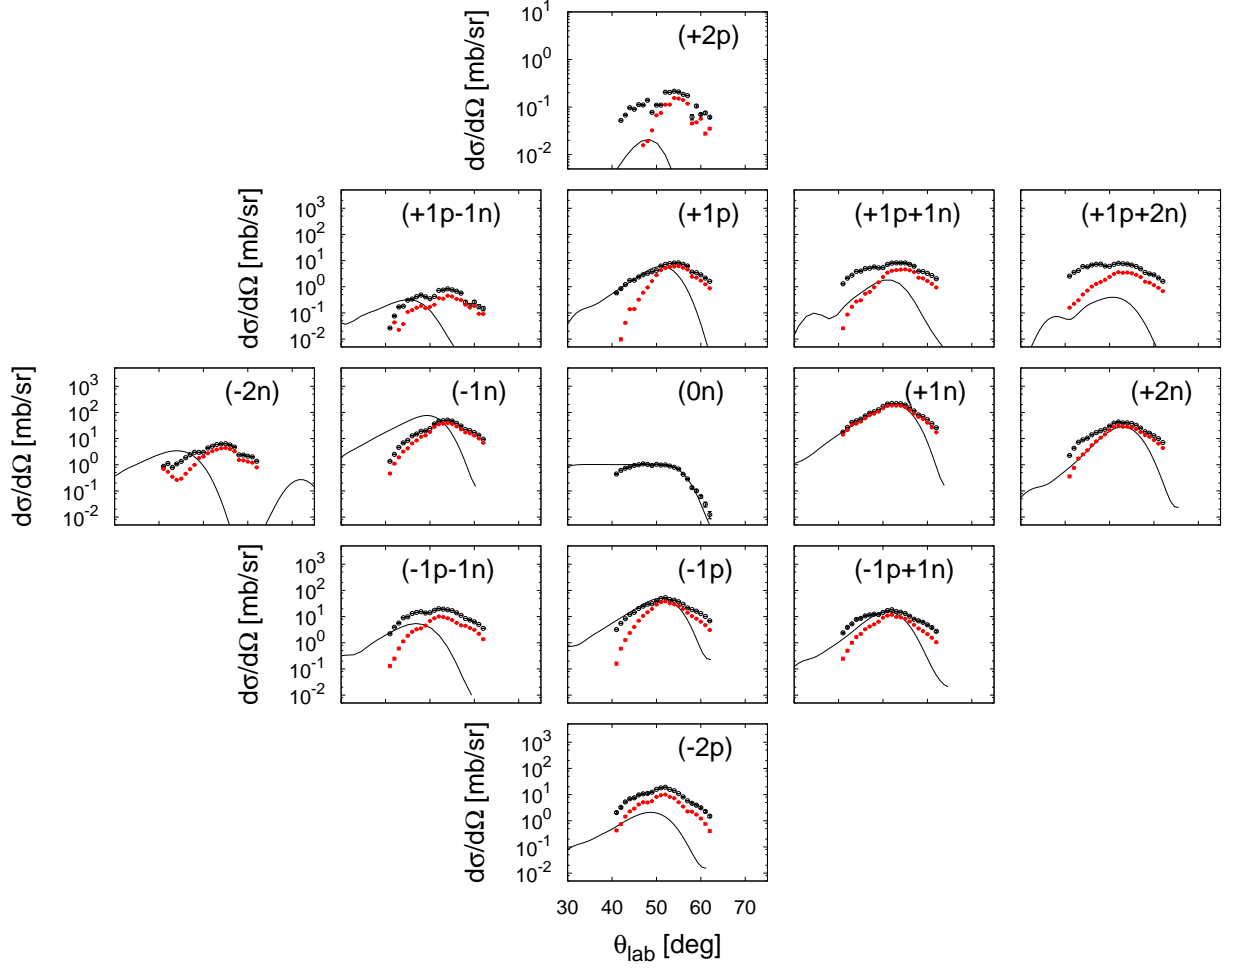 (+2p)
dσ/dΩ [mb/sr]
10^1
10^0
10^-1
10^-2
(+1p-1n)
(+1p)
(+1p+1n)
(+1p+2n)
dσ/dΩ [mb/sr]
10^3
10^2
10^1
10^0
10^-1
10^-2
(-2n)
(-1n)
(0n)
(+1n)
(+2n)
dσ/dΩ [mb/sr]
10^3
10^2
10^1
10^0
10^-1
10^-2
(-1p-1n)
(-1p)
(-1p+1n)
dσ/dΩ [mb/sr]
10^3
10^2
10^1
10^0
10^-1
10^-2
(-2p)
dσ/dΩ [mb/sr]
10^3
10^2
10^1
10^0
10^-1
10^-2
30 40 50 60 70
θ_lab [deg]